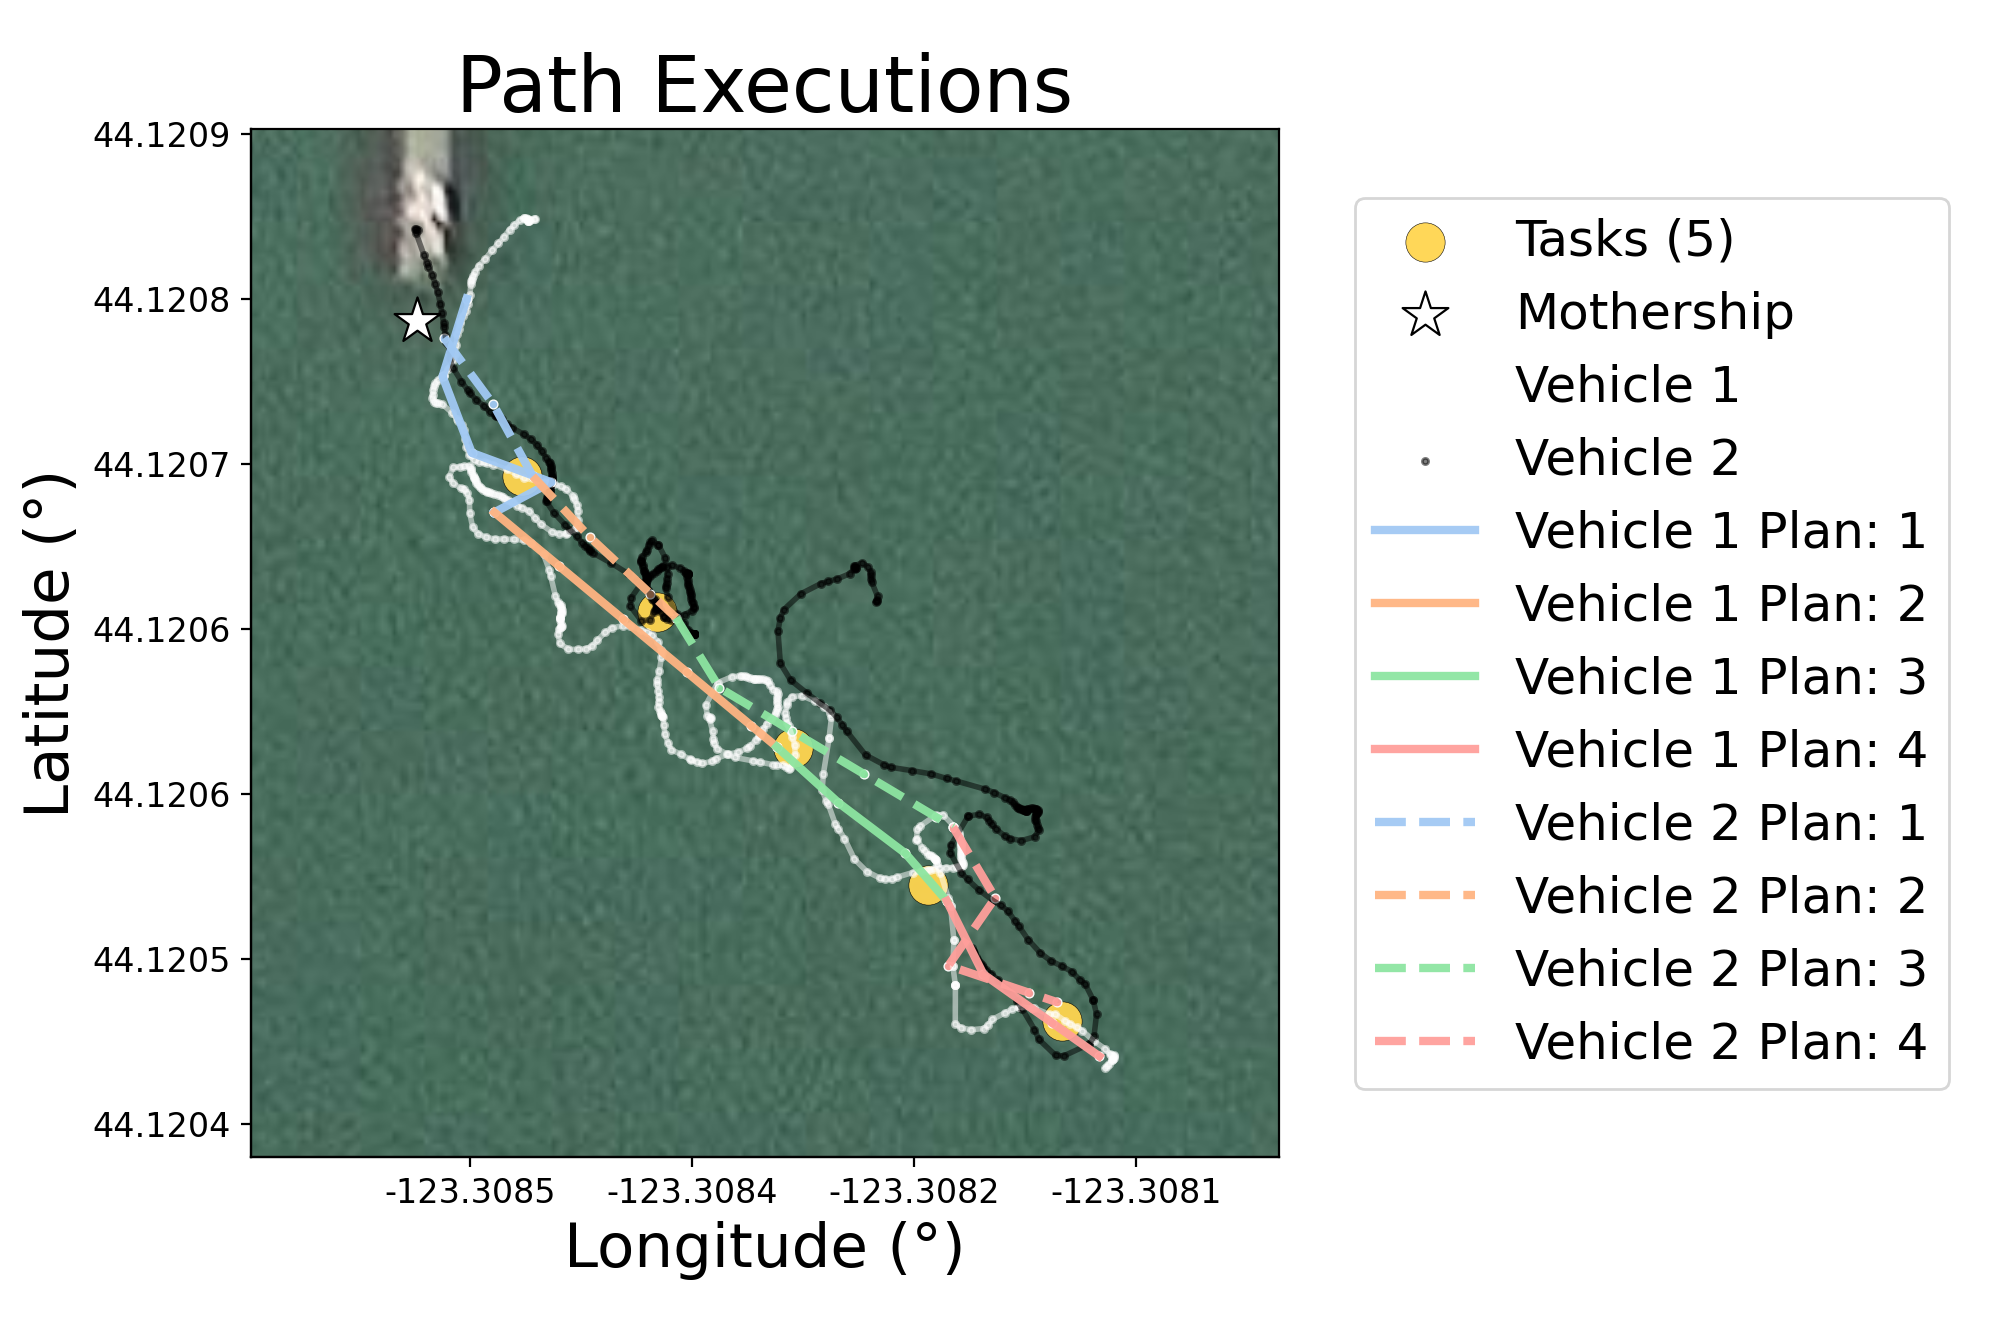 Path Executions
44.1209
44.1208
44.1207
44.1206
44.1206
44.1205
44.1204
Latitude (°)
-123.3085
-123.3084
-123.3082
-123.3081
Longitude (°)
Tasks (5)
Mothership
Vehicle 1
Vehicle 2
Vehicle 1 Plan: 1
Vehicle 1 Plan: 2
Vehicle 1 Plan: 3
Vehicle 1 Plan: 4
Vehicle 2 Plan: 1
Vehicle 2 Plan: 2
Vehicle 2 Plan: 3
Vehicle 2 Plan: 4